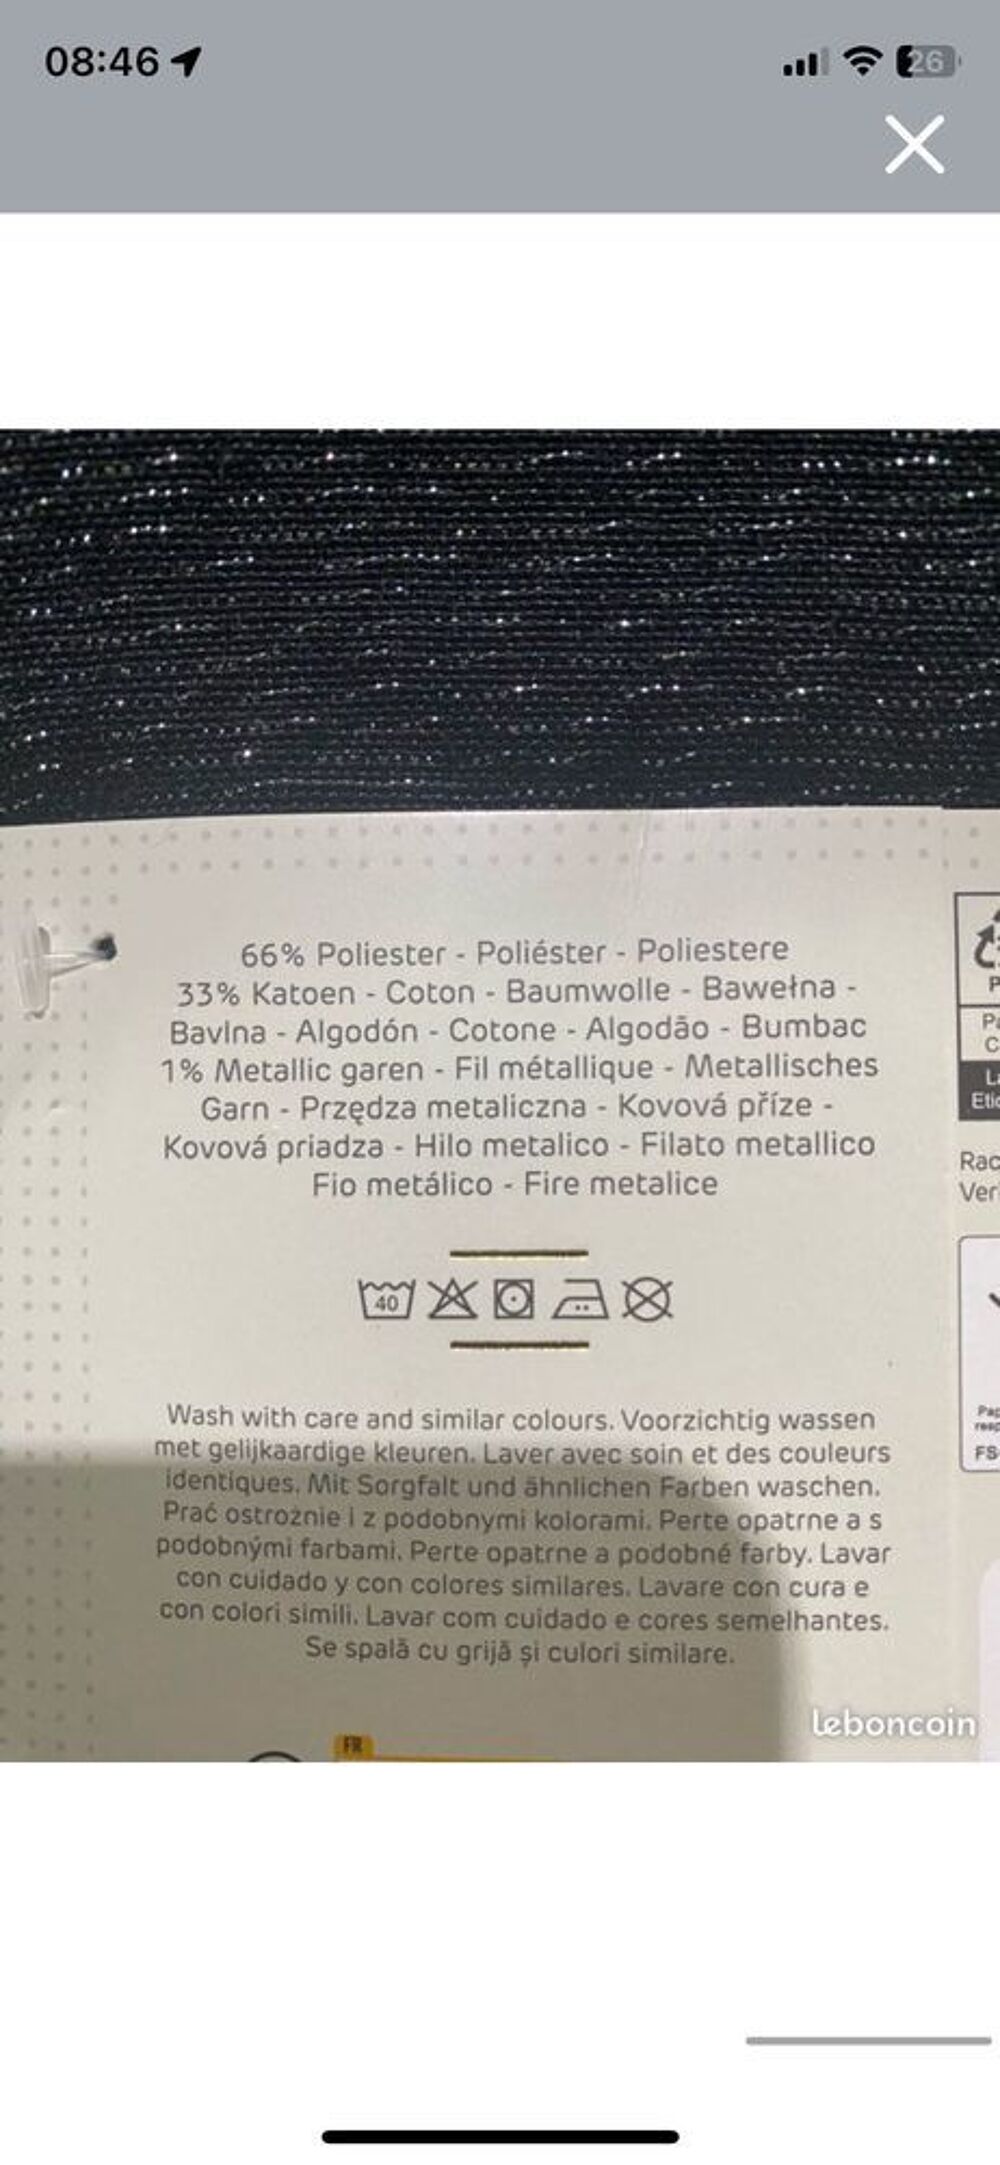 08:46
26
66% Poliester - Poliéster - Poliestere
33% Katoen - Coton - Baumwolle - Bawełna -
Bavlna - Algodón - Cotone - Algodão - Bumbac
1% Metallic garen - Fil métallique - Metallisches
Garn - Przędza metaliczna - Kovová příze -
Kovová priadza - Hilo metalico - Filato metallico
Fio metálico - Fire metalice
40
Wash with care and similar colours. Voorzichtig wassen
met gelijkaardige kleuren. Laver avec soin et des couleurs
identiques. Mit Sorgfalt und ähnlichen Farben waschen.
Prać ostrożnie i z podobnymi kolorami. Perte opatrne a s
podobnými farbami. Perte opatrne a podobné farby. Lavar
con cuidado y con colores similares. Lavare con cura e
con colori simili. Lavar com cuidado e cores semelhantes.
Se spală cu grijă și culori similare.
leboncoin
FR